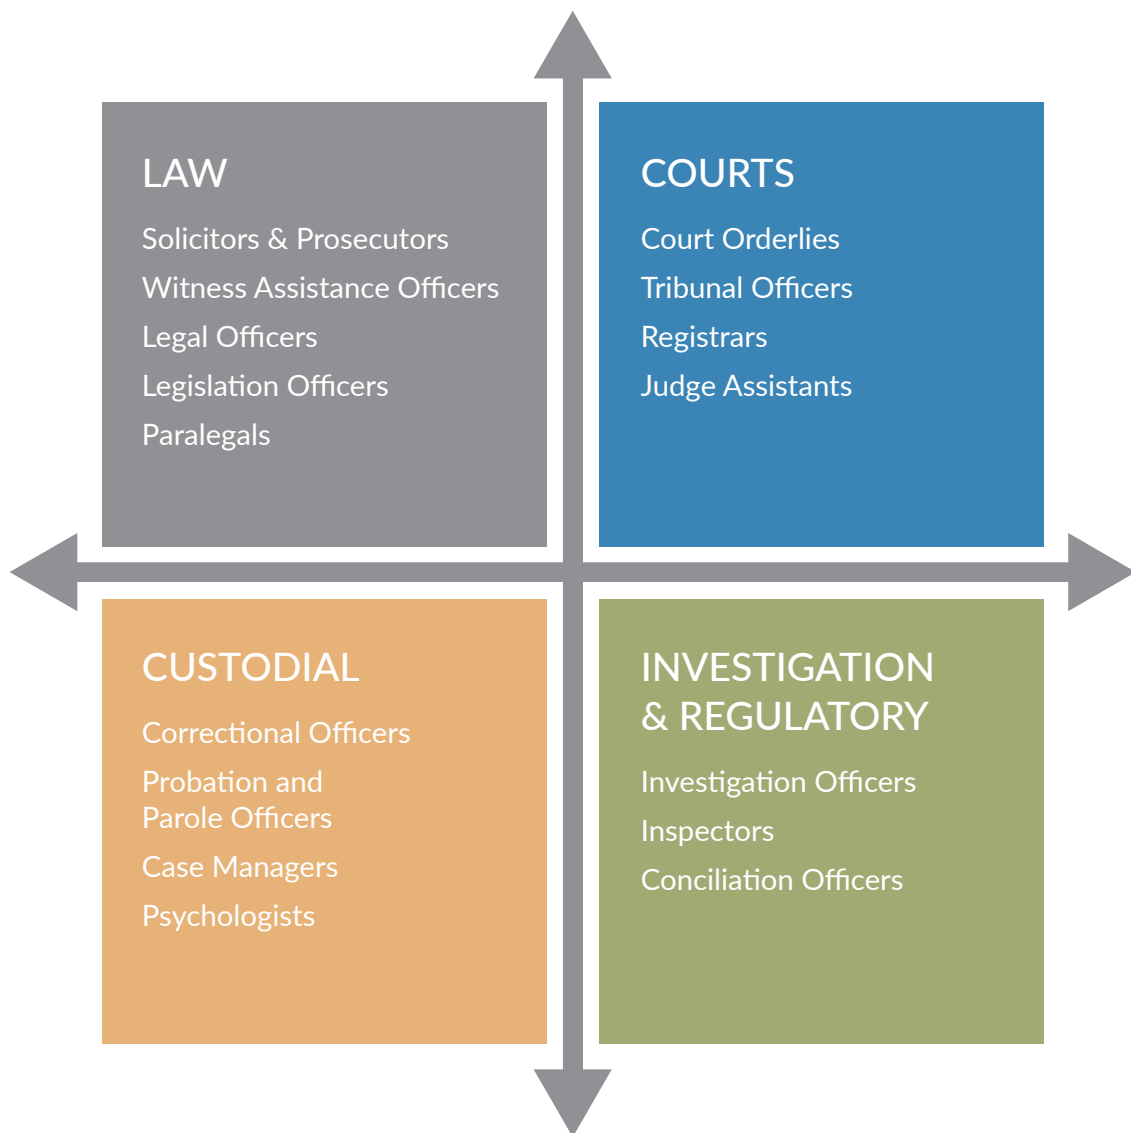 LAW
Solicitors & Prosecutors
Witness Assistance Officers
Legal Officers
Legislation Officers
Paralegals
COURTS
Court Orderlies
Tribunal Officers
Registrars
Judge Assistants
CUSTODIAL
Correctional Officers
Probation and
Parole Officers
Case Managers
Psychologists
INVESTIGATION
& REGULATORY
Investigation Officers
Inspectors
Conciliation Officers